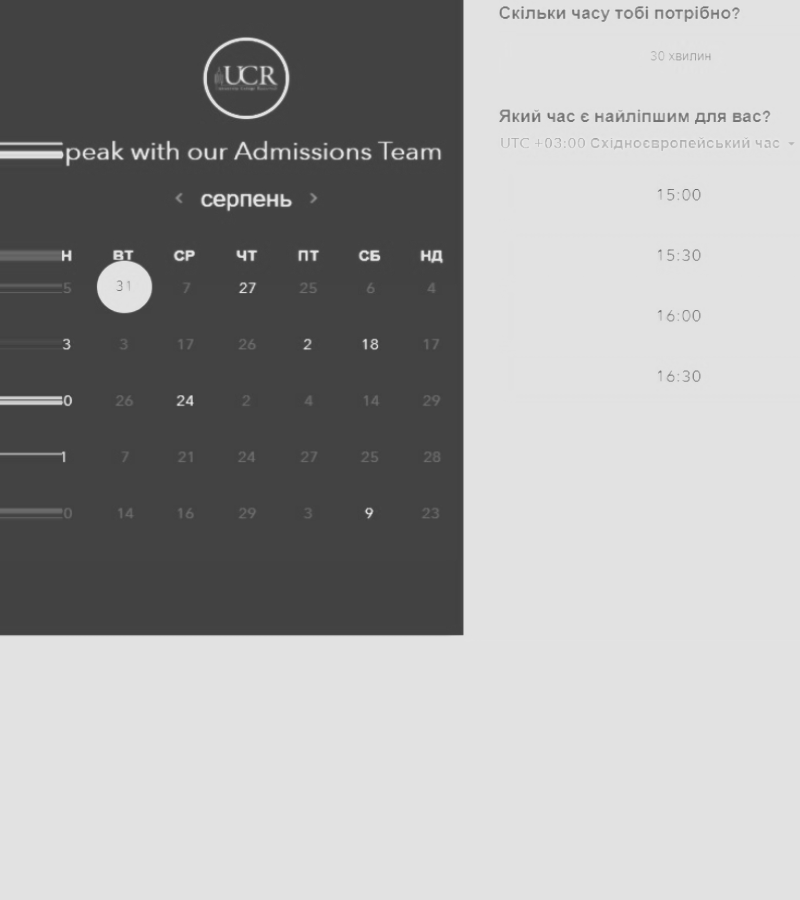 UCR
peak with our Admissions Team
< серпень >
Н ВТ СР ЧТ ПТ СБ НД
5 31 7 27 25 6 4
3 3 17 26 2 18 17
0 26 24 2 4 14 29
1 7 21 24 27 25 28
0 14 16 29 3 9 23
Скільки часу тобі потрібно?
30 хвилин
Який час є найліпшим для вас?
UTC +03:00 Східноєвропейський час
15:00
15:30
16:00
16:30